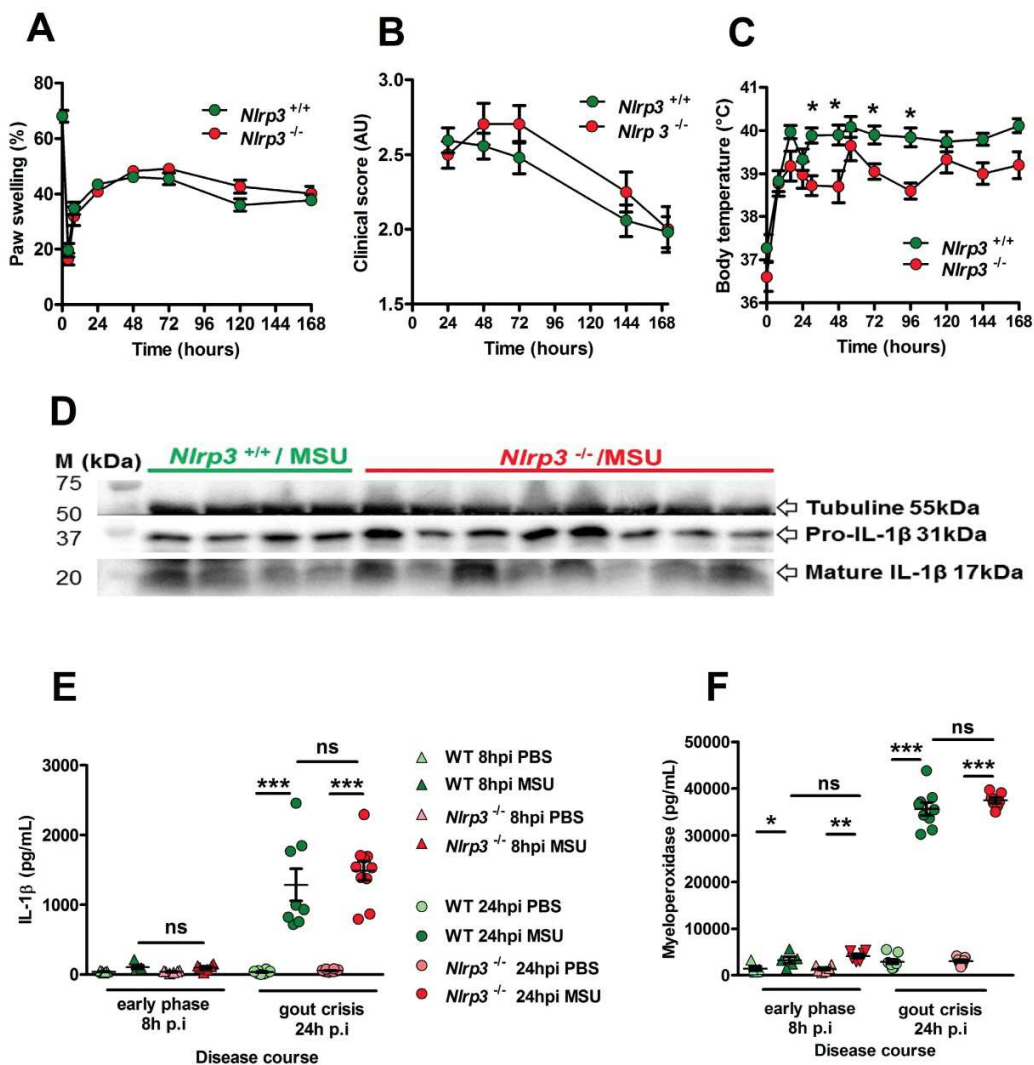 A
Paw swelling (%)
80
60
40
20
0
Nlrp3 +/+
Nlrp3 -/-
0 24 48 72 96 120 144 168
Time (hours)
B
Clinical score (AU)
3.0
2.5
2.0
1.5
Nlrp3 +/+
Nlrp 3 -/-
0 24 48 72 96 120 144 168
Time (hours)
C
Body temperature (°C)
41
40
39
38
37
36
* * * *
Nlrp3 +/+
Nlrp3 -/-
0 24 48 72 96 120 144 168
Time (hours)
D
M (kDa)
Nlrp3 +/+ / MSU
Nlrp3 -/- /MSU
75
50
37
20
Tubuline 55kDa
Pro-IL-1β 31kDa
Mature IL-1β 17kDa
E
IL-1β (pg/mL)
3000
2000
1000
0
ns
ns
*** ***
early phase
8h p.i
gout crisis
24h p.i
Disease course
WT 8hpi PBS
WT 8hpi MSU
Nlrp3 -/- 8hpi PBS
Nlrp3 -/- 8hpi MSU
WT 24hpi PBS
WT 24hpi MSU
Nlrp3 -/- 24hpi PBS
Nlrp3 -/- 24hpi MSU
F
Myeloperoxidase (pg/mL)
50000
40000
30000
20000
10000
0
ns
*** ***
ns
* **
early phase
8h p.i
gout crisis
24h p.i
Disease course